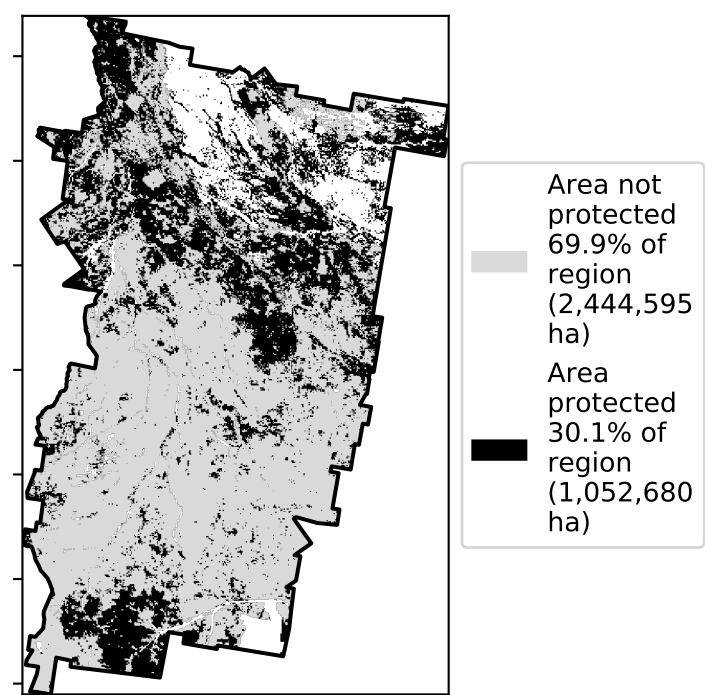 Area not
protected
69.9% of
region
(2,444,595
ha)
Area
protected
30.1% of
region
(1,052,680
ha)